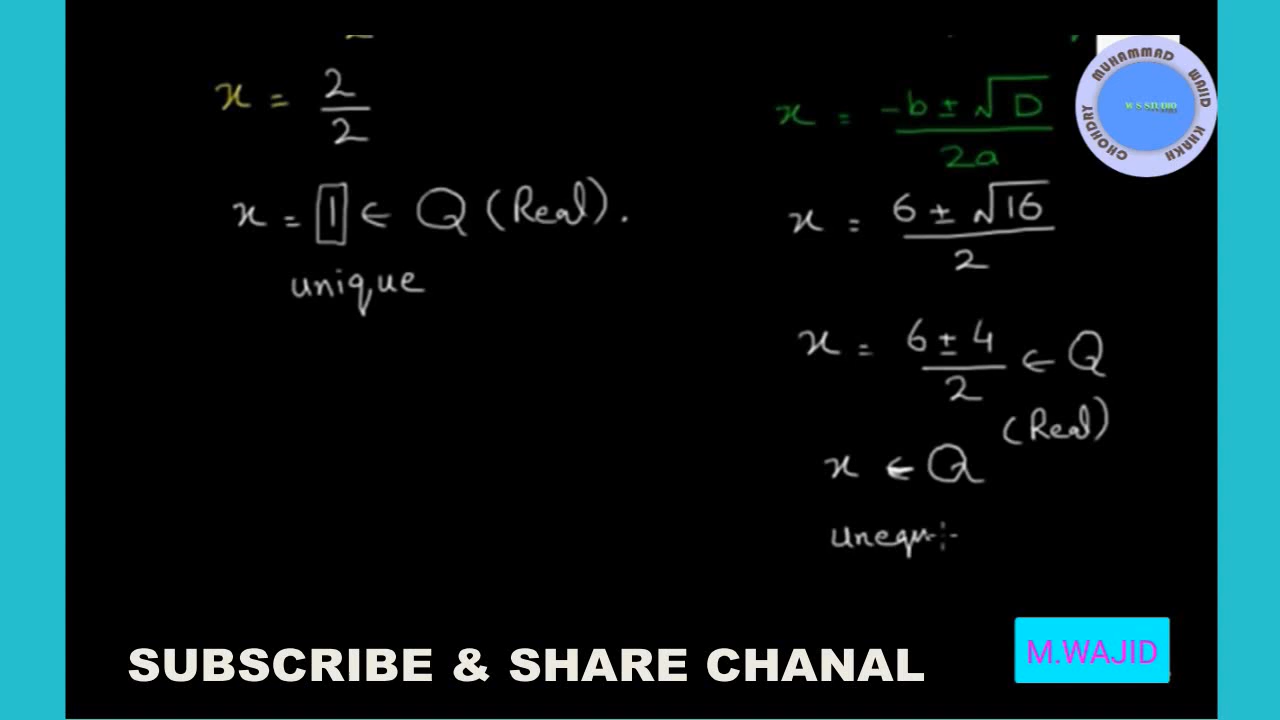 x = 2/2
x = 1 ∈ Q (Real).
unique
x = -b ± √D / 2a
x = 6 ± √16 / 2
x = 6 ± 4 / 2 ∈ Q
(Real)
x ∈ Q
unequ
MUHAMMAD WAJID KHAKH CHOHDRY
W S STUDIO
SUBSCRIBE & SHARE CHANAL
M.WAJID